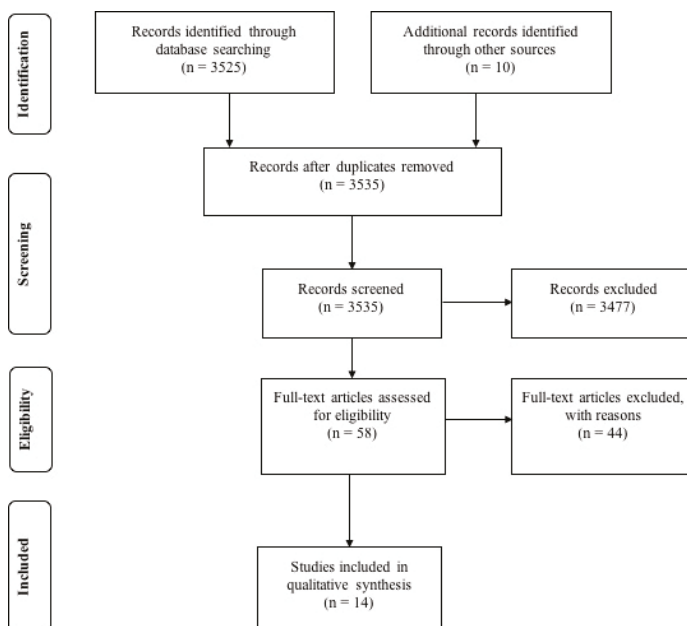 Identification
Records identified through
database searching
(n = 3525)
Additional records identified
through other sources
(n = 10)
Records after duplicates removed
(n = 3535)
Screening
Records screened
(n = 3535)
Records excluded
(n = 3477)
Eligibility
Full-text articles assessed
for eligibility
(n = 58)
Full-text articles excluded,
with reasons
(n = 44)
Included
Studies included in
qualitative synthesis
(n = 14)